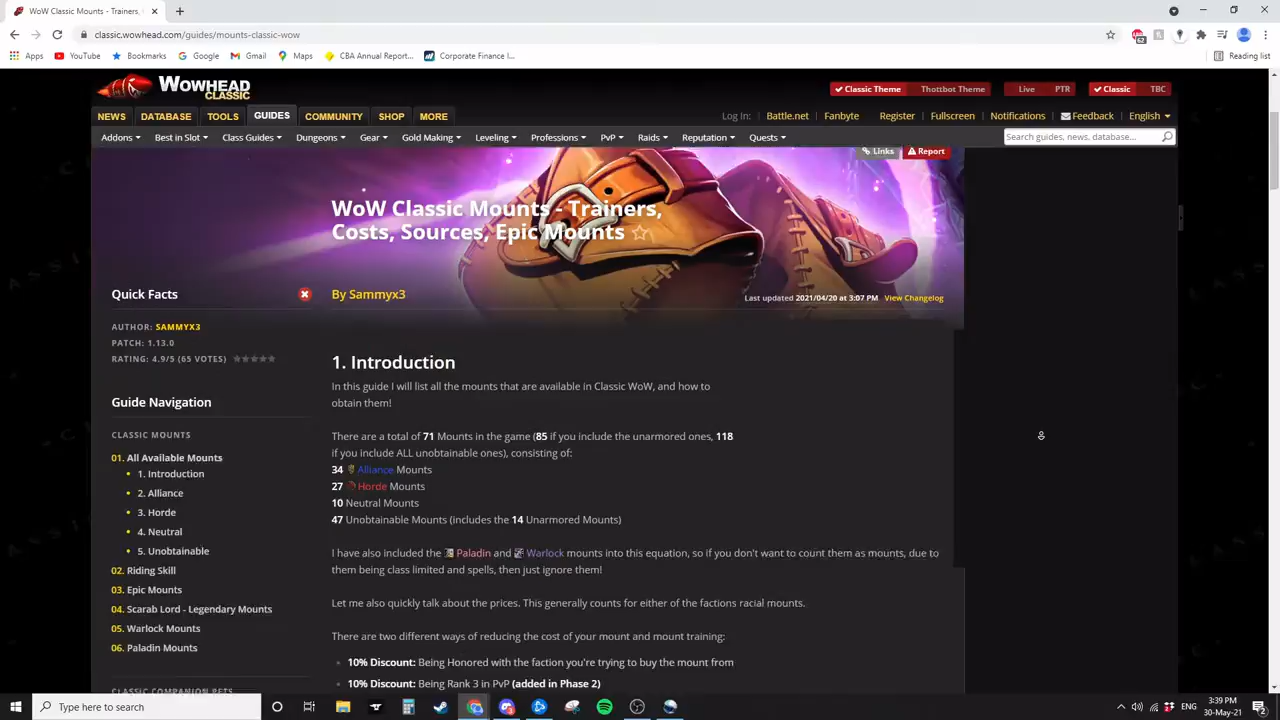 WoW Classic Mounts - Trainers,
classic.wowhead.com/guides/mounts-classic-wow
62
Apps YouTube Bookmarks Google Gmail Maps CBA Annual Report... Corporate Finance I... Reading list
WOWHEAD
CLASSIC
Classic Theme Thottbot Theme Live PTR Classic TBC
NEWS DATABASE TOOLS GUIDES COMMUNITY SHOP MORE
Log In: Battle.net Fanbyte Register Fullscreen Notifications Feedback English
Addons Best in Slot Class Guides Dungeons Gear Gold Making Leveling Professions PvP Raids Reputation Quests
Search guides, news, database...
Links Report
WoW Classic Mounts - Trainers,
Costs, Sources, Epic Mounts
Quick Facts
By Sammyx3
Last updated 2021/04/20 at 3:07 PM View Changelog
AUTHOR: SAMMYX3
PATCH: 1.13.0
RATING: 4.9/5 (65 VOTES)
Guide Navigation
CLASSIC MOUNTS
01. All Available Mounts
1. Introduction
2. Alliance
3. Horde
4. Neutral
5. Unobtainable
02. Riding Skill
03. Epic Mounts
04. Scarab Lord - Legendary Mounts
05. Warlock Mounts
06. Paladin Mounts
CLASSIC COMPANION PETS
1. Introduction
In this guide I will list all the mounts that are available in Classic WoW, and how to
obtain them!
There are a total of 71 Mounts in the game (85 if you include the unarmored ones, 118
if you include ALL unobtainable ones), consisting of:
34 Alliance Mounts
27 Horde Mounts
10 Neutral Mounts
47 Unobtainable Mounts (includes the 14 Unarmored Mounts)
I have also included the Paladin and Warlock mounts into this equation, so if you don't want to count them as mounts, due to
them being class limited and spells, then just ignore them!
Let me also quickly talk about the prices. This generally counts for either of the factions racial mounts.
There are two different ways of reducing the cost of your mount and mount training:
10% Discount: Being Honored with the faction you're trying to buy the mount from
10% Discount: Being Rank 3 in PvP (added in Phase 2)
Type here to search
ENG
3:39 PM
30-May-21
2